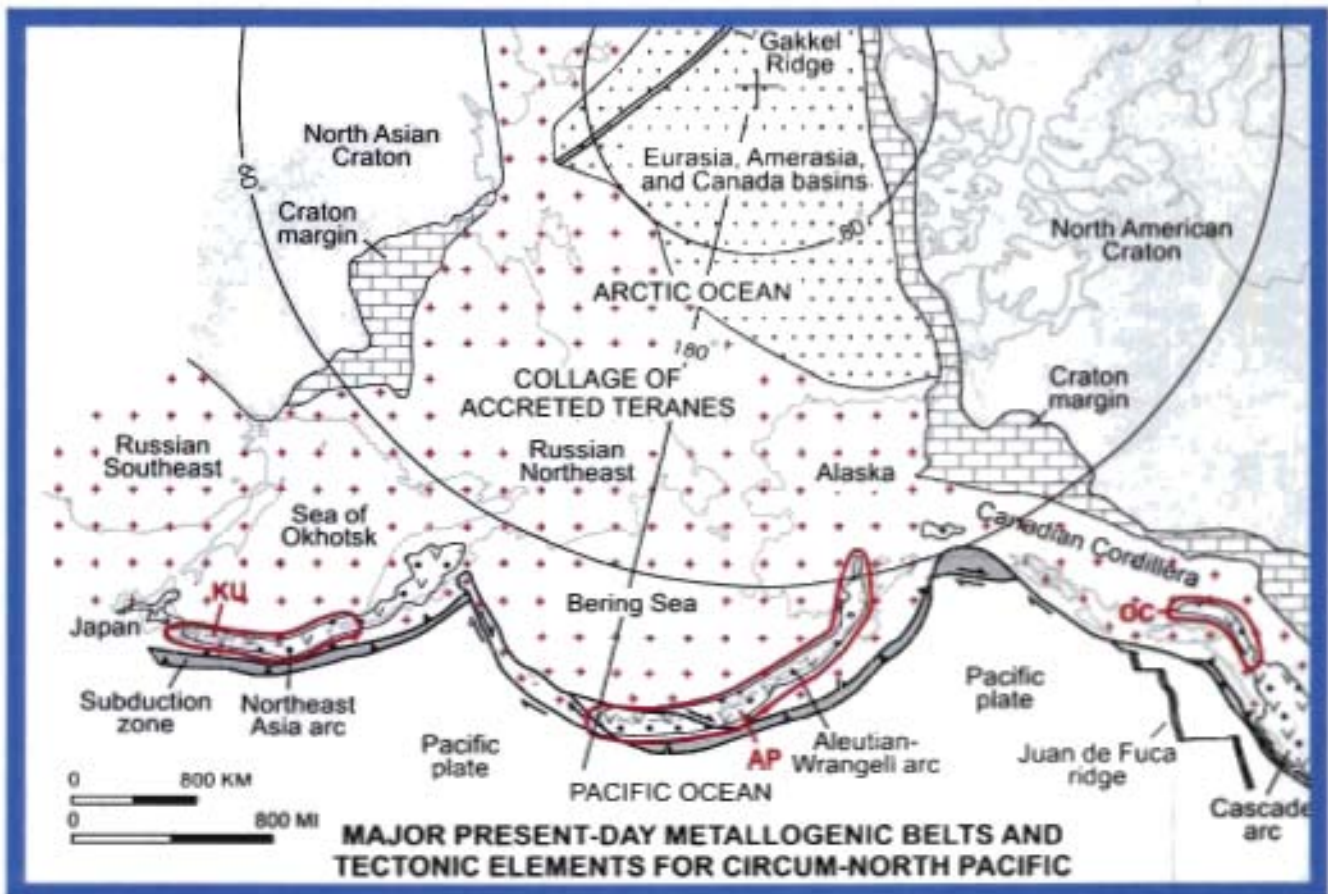 Gakkel
Ridge
North Asian
Craton
Eurasia, Amerasia,
and Canada basins
Craton
margin
80
North American
Craton
ARCTIC OCEAN
180°
COLLAGE OF
ACCRETED TERANES
Craton
margin
Russian
Southeast
Russian
Northeast
Alaska
Sea of
Okhotsk
Canadian Cordillera
KU
Bering Sea
OC
Japan
Subduction
zone
Northeast
Asia arc
Pacific
plate
AP
Aleutian-
Wrangell arc
Pacific
plate
Juan de Fuca
ridge
PACIFIC OCEAN
Cascade
arc
0 800 KM
0 800 MI
MAJOR PRESENT-DAY METALLOGENIC BELTS AND
TECTONIC ELEMENTS FOR CIRCUM-NORTH PACIFIC